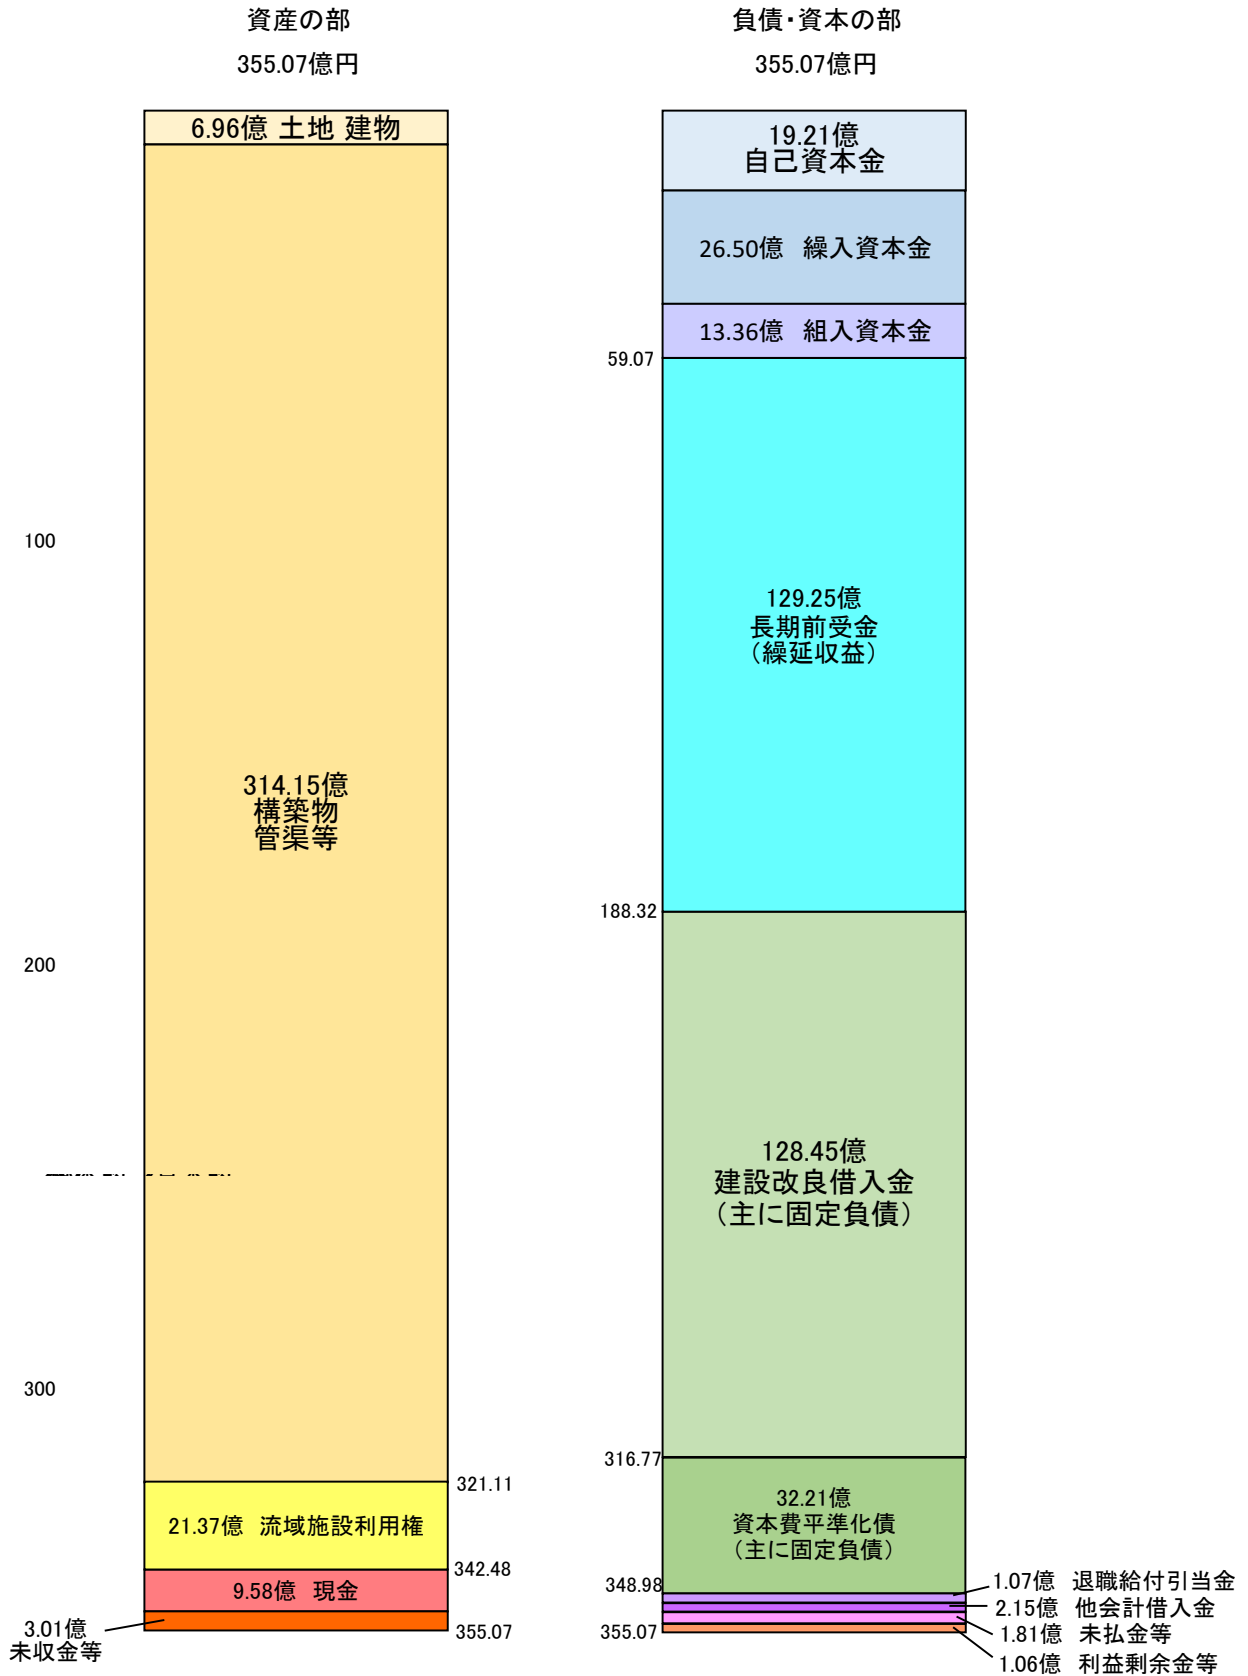 資産の部
355.07億円
6.96億 土地 建物
100
200
300
314.15億
構築物
管渠等
321.11
21.37億 流域施設利用権
342.48
9.58億 現金
3.01億
未収金等
355.07
負債・資本の部
355.07億円
19.21億
自己資本金
26.50億 繰入資本金
13.36億 組入資本金
59.07
129.25億
長期前受金
（繰延収益）
188.32
128.45億
建設改良借入金
（主に固定負債）
316.77
32.21億
資本費平準化債
（主に固定負債）
348.98
1.07億 退職給付引当金
2.15億 他会計借入金
1.81億 未払金等
355.07
1.06億 利益剰余金等